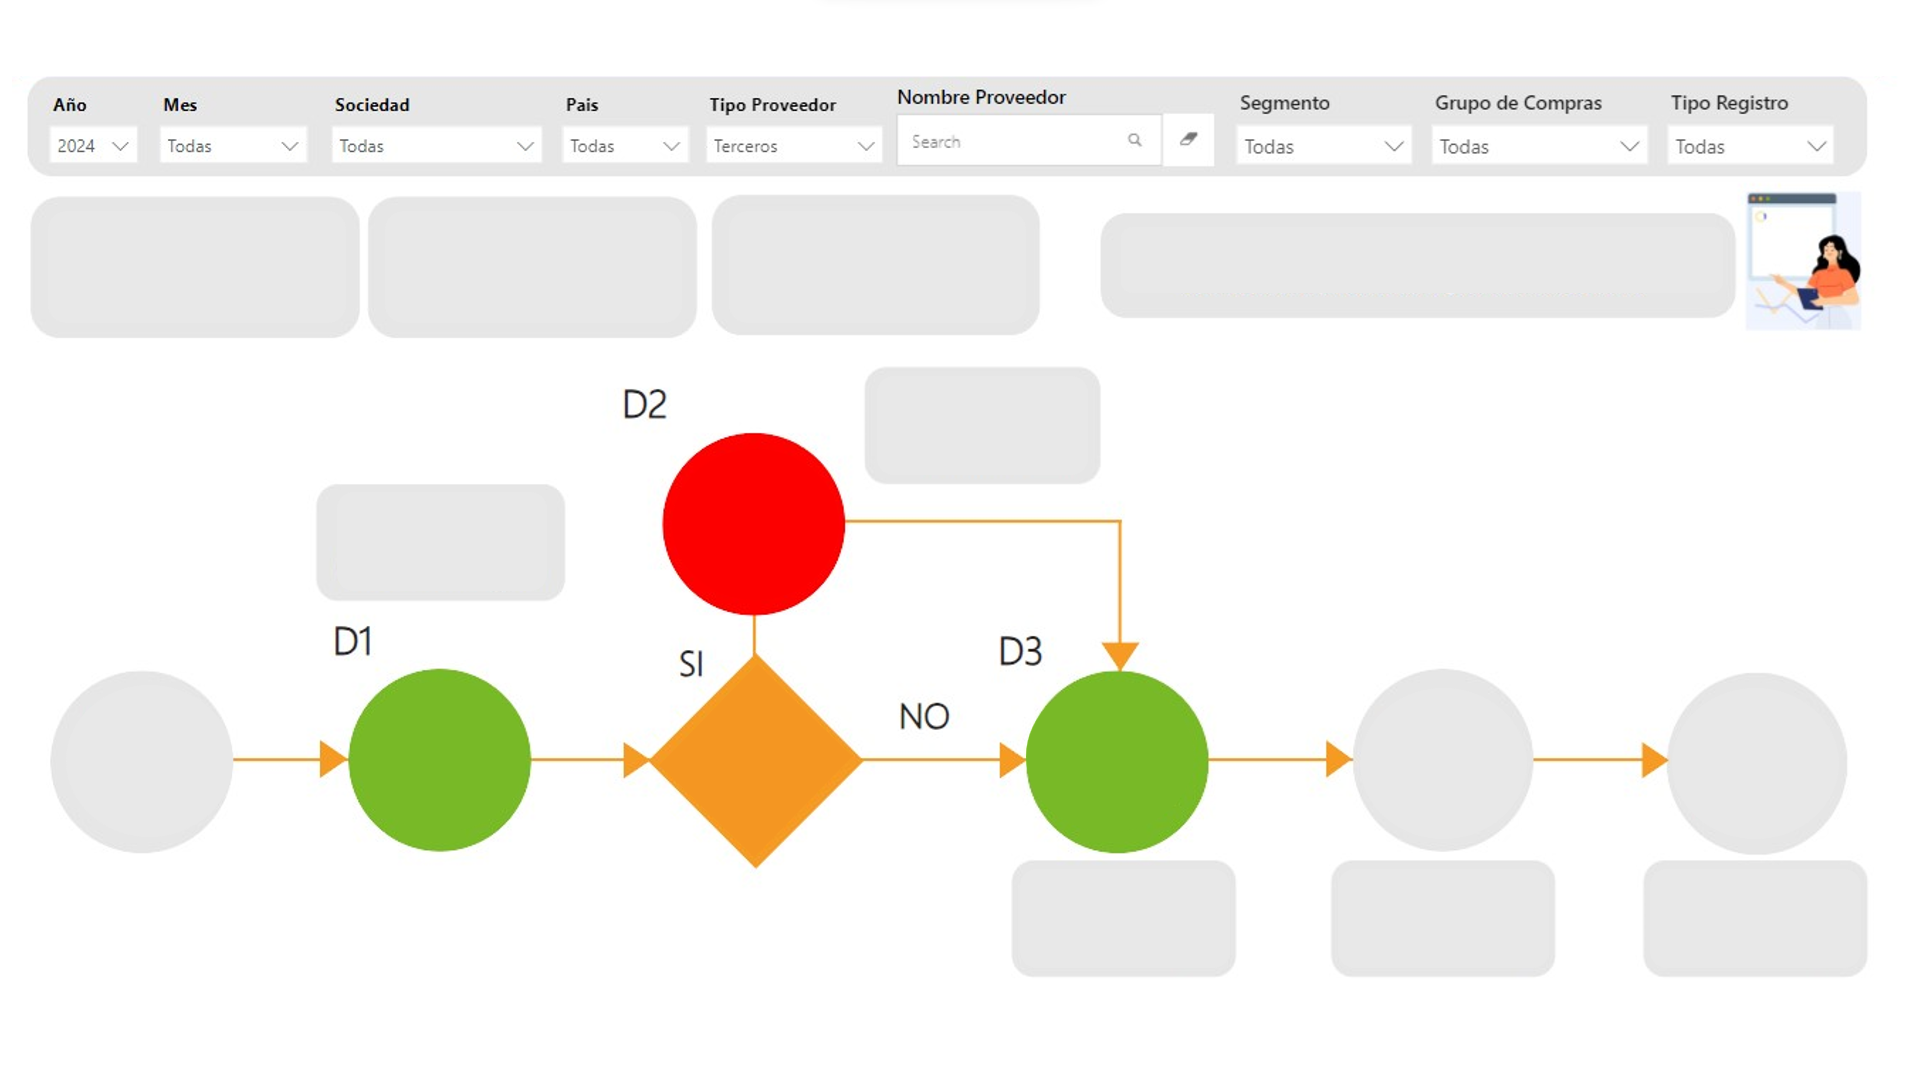 Año
Mes
Sociedad
Pais
Tipo Proveedor
Nombre Proveedor
Segmento
Grupo de Compras
Tipo Registro
2024
Todas
Todas
Todas
Terceros
Search
Todas
Todas
Todas
D2
D1
SI
D3
NO